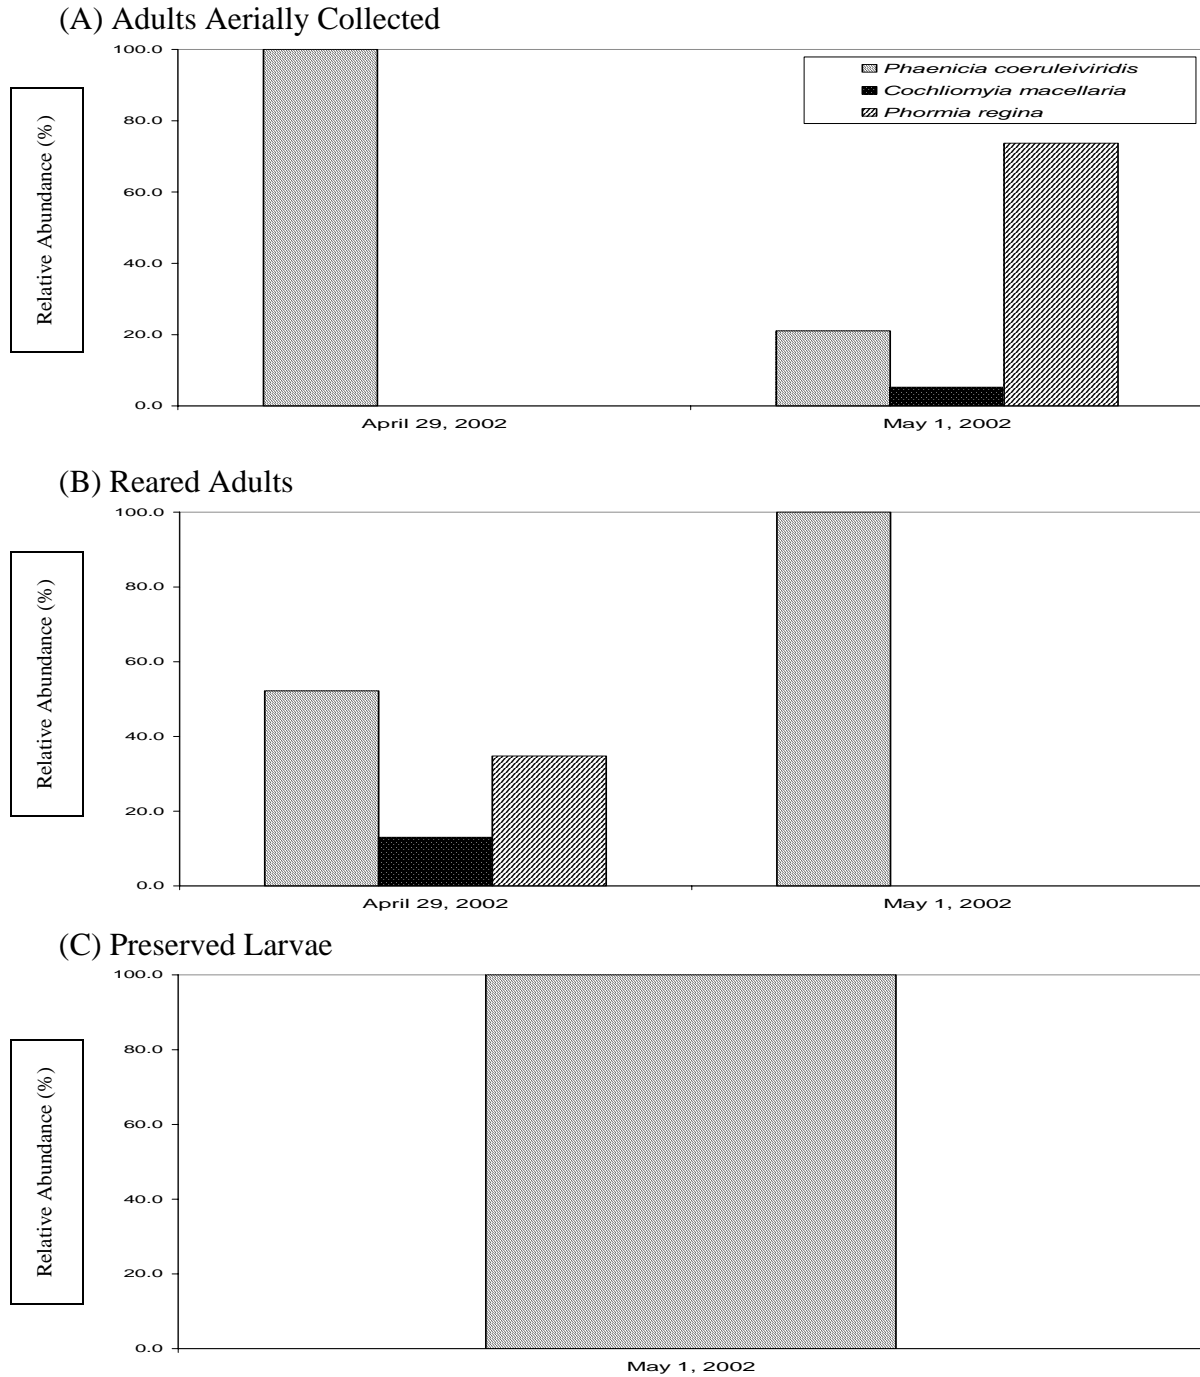 (A) Adults Aerially Collected
Relative Abundance (%)
100.0
80.0
60.0
40.0
20.0
0.0
Phaenicia coeruleiviridis
Cochliomyia macellaria
Phormia regina
April 29, 2002
May 1, 2002
(B) Reared Adults
Relative Abundance (%)
100.0
80.0
60.0
40.0
20.0
0.0
April 29, 2002
May 1, 2002
(C) Preserved Larvae
Relative Abundance (%)
100.0
80.0
60.0
40.0
20.0
0.0
May 1, 2002